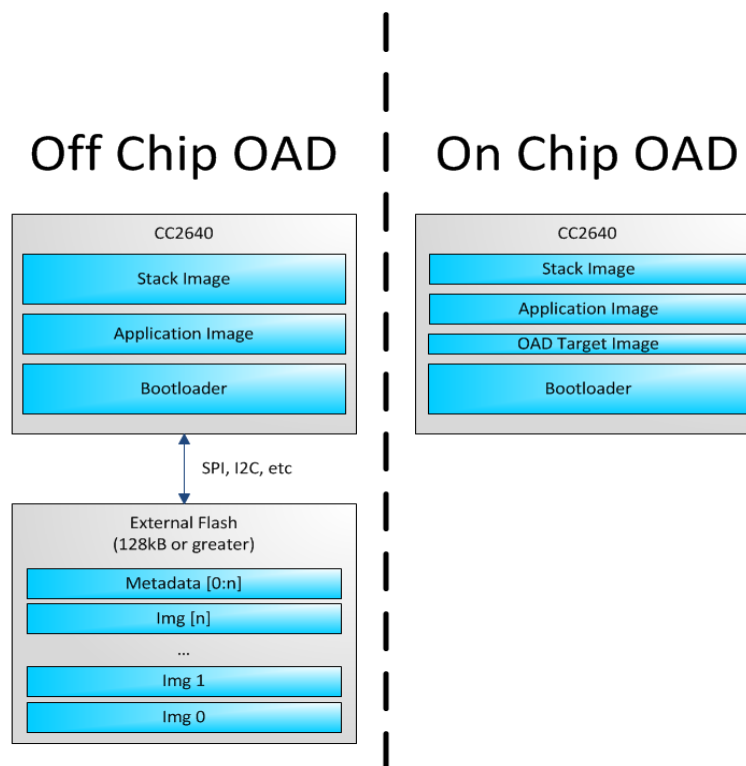 Off Chip OAD
CC2640
Stack Image
Application Image
Bootloader
SPI, I2C, etc
External Flash
(128kB or greater)
Metadata [0:n]
Img [n]
...
Img 1
Img 0
On Chip OAD
CC2640
Stack Image
Application Image
OAD Target Image
Bootloader